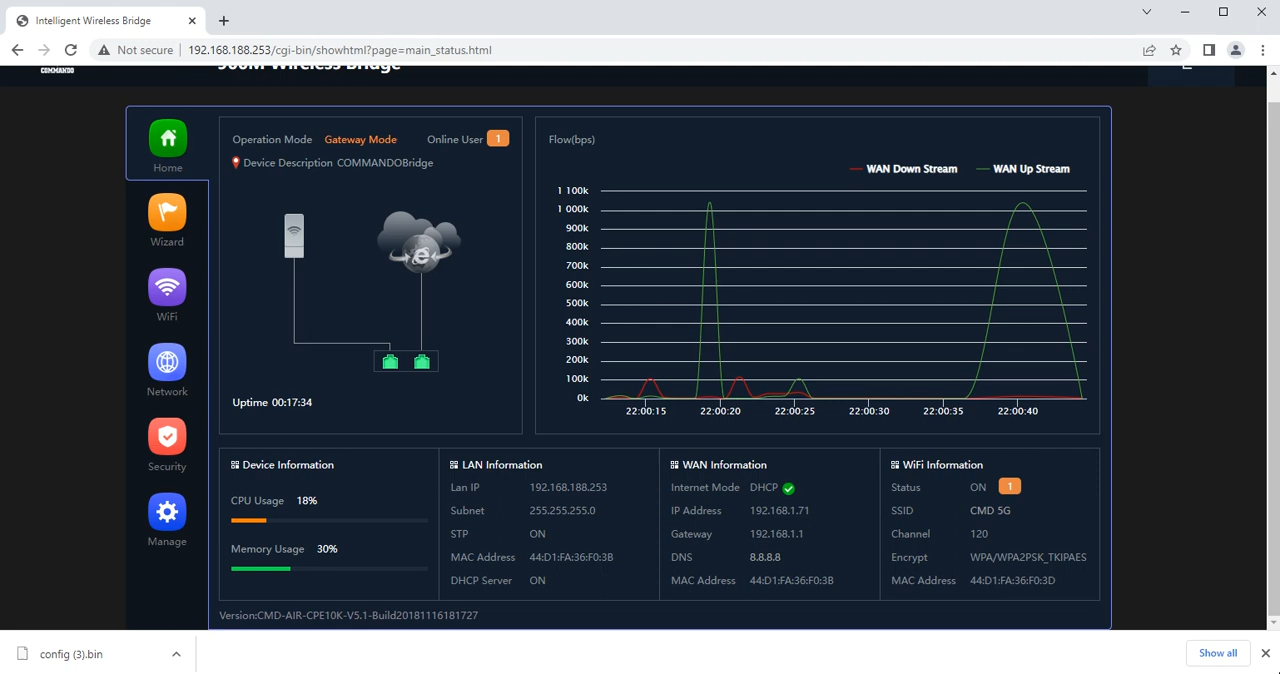 Intelligent Wireless Bridge
Not secure
192.168.188.253/cgi-bin/showhtml?page=main_status.html
COMMANDO
900M Wireless Bridge
Home
Wizard
WiFi
Network
Security
Manage
Operation Mode Gateway Mode Online User 1
Device Description COMMANDOBridge
Uptime 00:17:34
Flow(bps)
WAN Down Stream WAN Up Stream
1 100k
1 000k
900k
800k
700k
600k
500k
400k
300k
200k
100k
0k
22:00:15 22:00:20 22:00:25 22:00:30 22:00:35 22:00:40
Device Information
CPU Usage 18%
Memory Usage 30%
LAN Information
Lan IP 192.168.188.253
Subnet 255.255.255.0
STP ON
MAC Address 44:D1:FA:36:F0:3B
DHCP Server ON
WAN Information
Internet Mode DHCP
IP Address 192.168.1.71
Gateway 192.168.1.1
DNS 8.8.8.8
MAC Address 44:D1:FA:36:F0:3B
WiFi Information
Status ON 1
SSID CMD 5G
Channel 120
Encrypt WPA/WPA2PSK_TKIPAES
MAC Address 44:D1:FA:36:F0:3D
Version:CMD-AIR-CPE10K-V5.1-Build20181116181727
config (3).bin
Show all